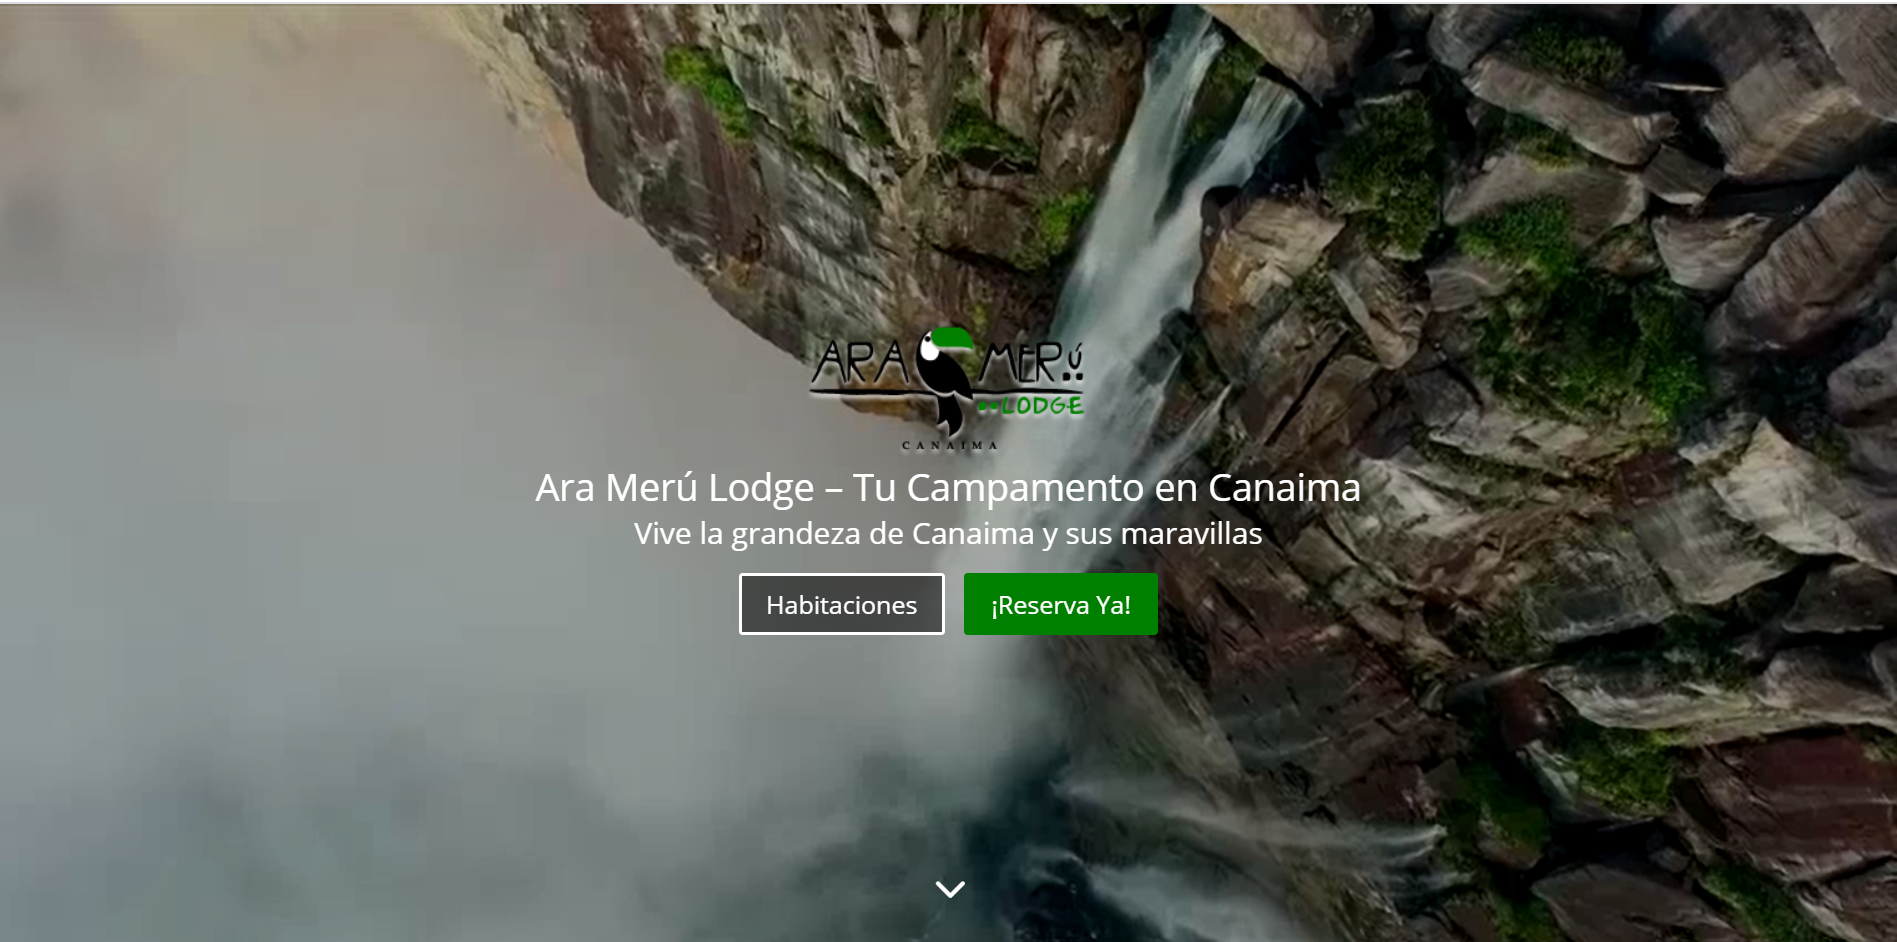 ARA MERÚ
LODGE
CANAIMA
Ara Merú Lodge – Tu Campamento en Canaima
Vive la grandeza de Canaima y sus maravillas
Habitaciones
¡Reserva Ya!